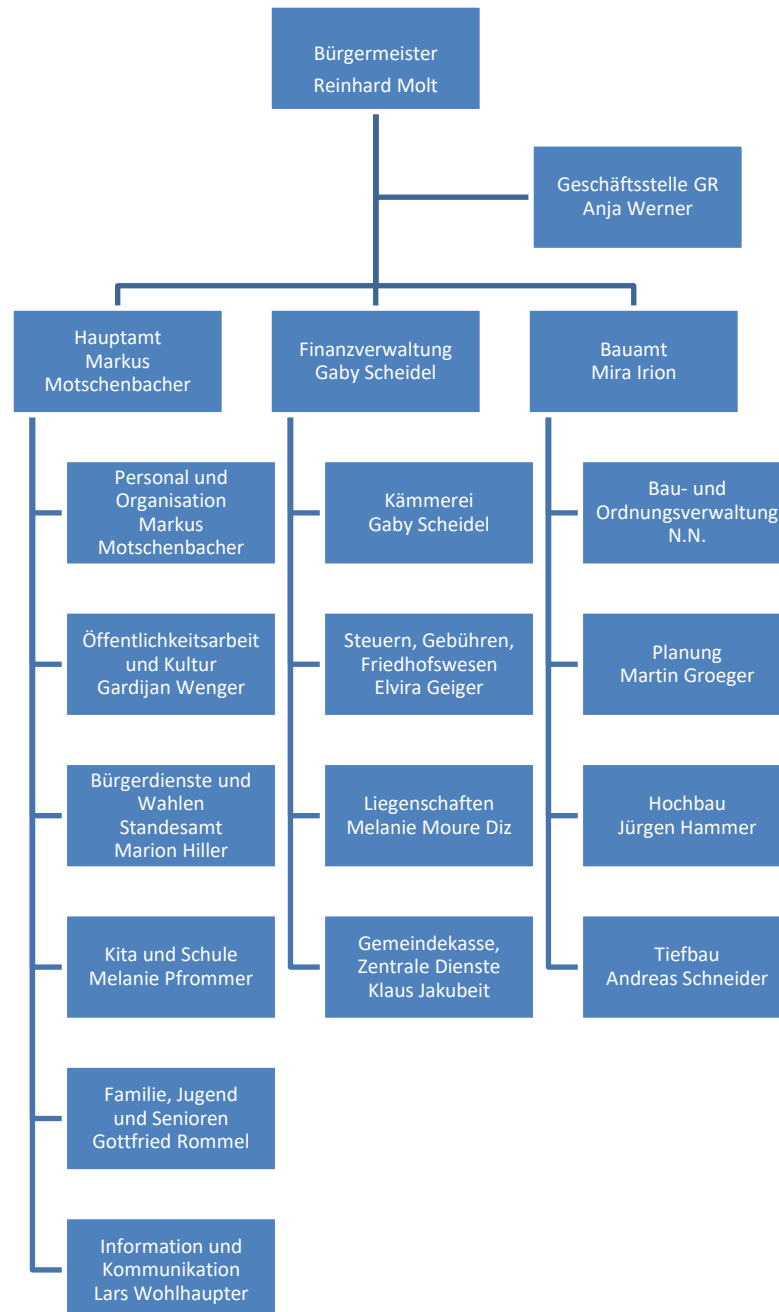 Bürgermeister
Reinhard Molt
Geschäftsstelle GR
Anja Werner
Hauptamt
Markus
Motschenbacher
Personal und
Organisation
Markus
Motschenbacher
Öffentlichkeitsarbeit
und Kultur
Gardijan Wenger
Bürgerdienste und
Wahlen
Standesamt
Marion Hiller
Kita und Schule
Melanie Pfrommer
Familie, Jugend
und Senioren
Gottfried Rommel
Information und
Kommunikation
Lars Wohlhaupter
Finanzverwaltung
Gaby Scheidel
Kämmerei
Gaby Scheidel
Steuern, Gebühren,
Friedhofswesen
Elvira Geiger
Liegenschaften
Melanie Moure Diz
Gemeindekasse,
Zentrale Dienste
Klaus Jakubeit
Bauamt
Mira Irion
Bau- und
Ordnungsverwaltung
N.N.
Planung
Martin Groeger
Hochbau
Jürgen Hammer
Tiefbau
Andreas Schneider